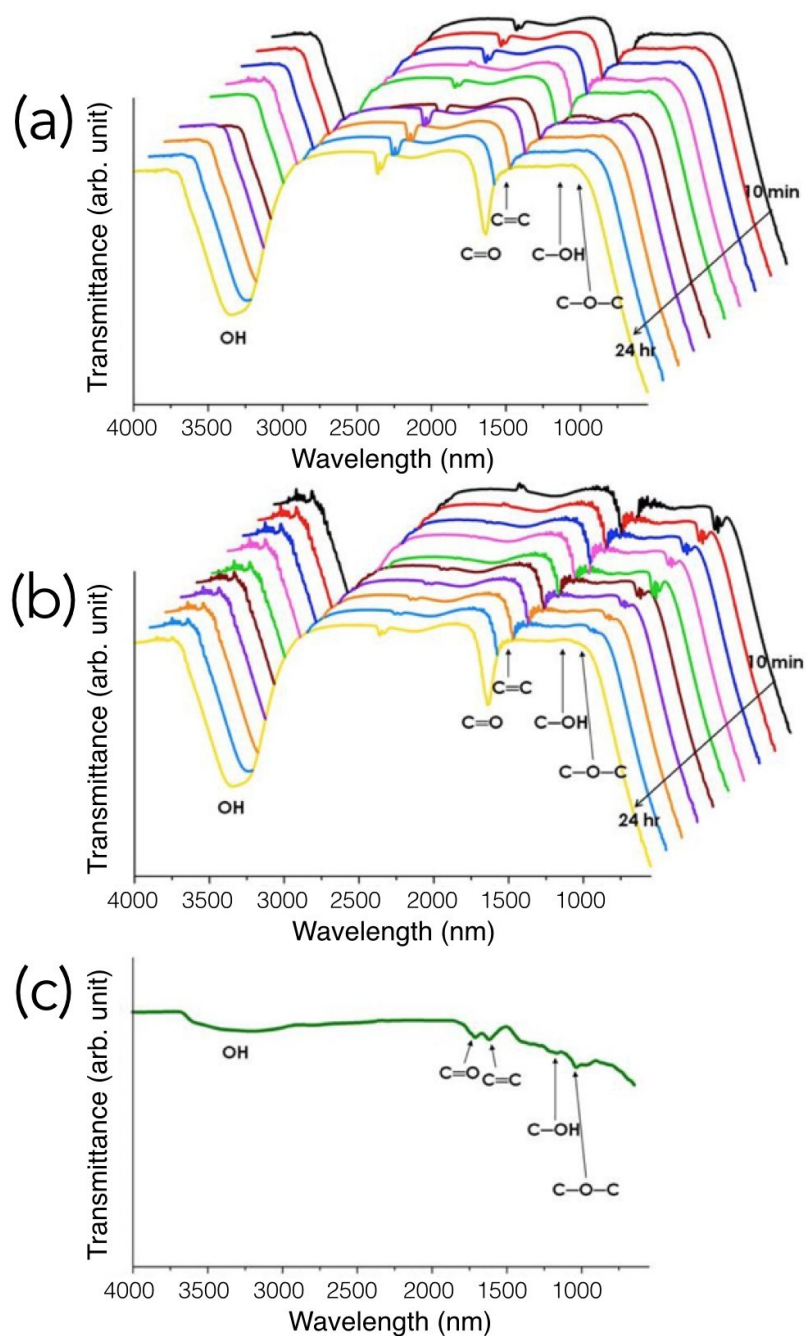 (a)
Transmittance (arb. unit)
10 min
C=C
C=O
C—OH
C—O—C
OH
24 hr
4000 3500 3000 2500 2000 1500 1000
Wavelength (nm)
(b)
Transmittance (arb. unit)
10 min
C=C
C=O
C—OH
C—O—C
OH
24 hr
4000 3500 3000 2500 2000 1500 1000
Wavelength (nm)
(c)
Transmittance (arb. unit)
OH
C=O
C=C
C—OH
C—O—C
4000 3500 3000 2500 2000 1500 1000
Wavelength (nm)